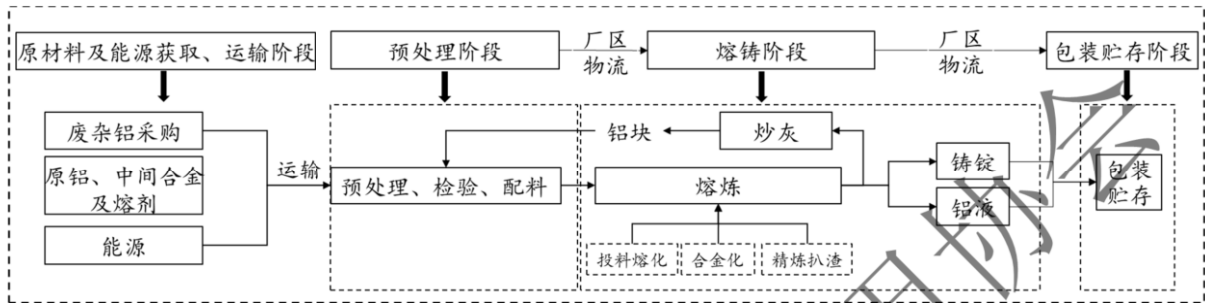 原材料及能源获取、运输阶段
预处理阶段
厂区
物流
熔铸阶段
厂区
物流
包装贮存阶段
废杂铝采购
原铝、中间合金
及熔剂
能源
运输
预处理、检验、配料
铝块
炒灰
熔炼
投料熔化
合金化
精炼扒渣
铸锭
铝液
包装
贮存
用协会